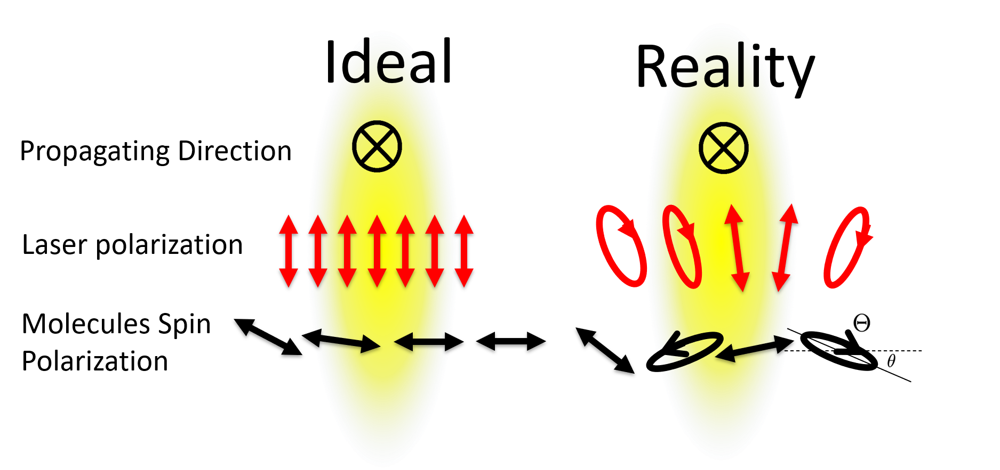 Ideal
Reality
Propagating Direction
Laser polarization
Molecules Spin
Polarization
Θ
θ